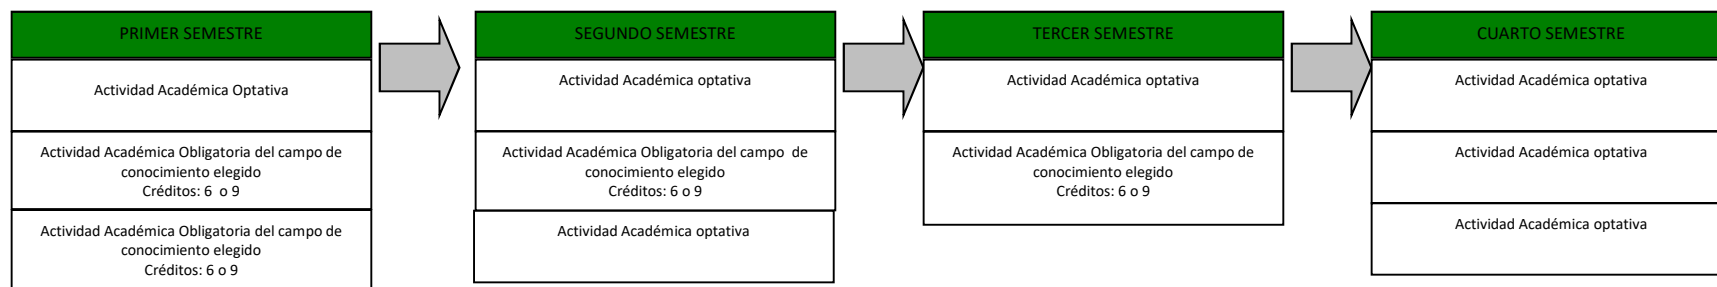 PRIMER SEMESTRE
Actividad Académica Optativa
Actividad Académica Obligatoria del campo de
conocimiento elegido
Créditos: 6 o 9
Actividad Académica Obligatoria del campo de
conocimiento elegido
Créditos: 6 o 9
SEGUNDO SEMESTRE
Actividad Académica optativa
Actividad Académica Obligatoria del campo de
conocimiento elegido
Créditos: 6 o 9
Actividad Académica optativa
TERCER SEMESTRE
Actividad Académica optativa
Actividad Académica Obligatoria del campo de
conocimiento elegido
Créditos: 6 o 9
CUARTO SEMESTRE
Actividad Académica optativa
Actividad Académica optativa
Actividad Académica optativa